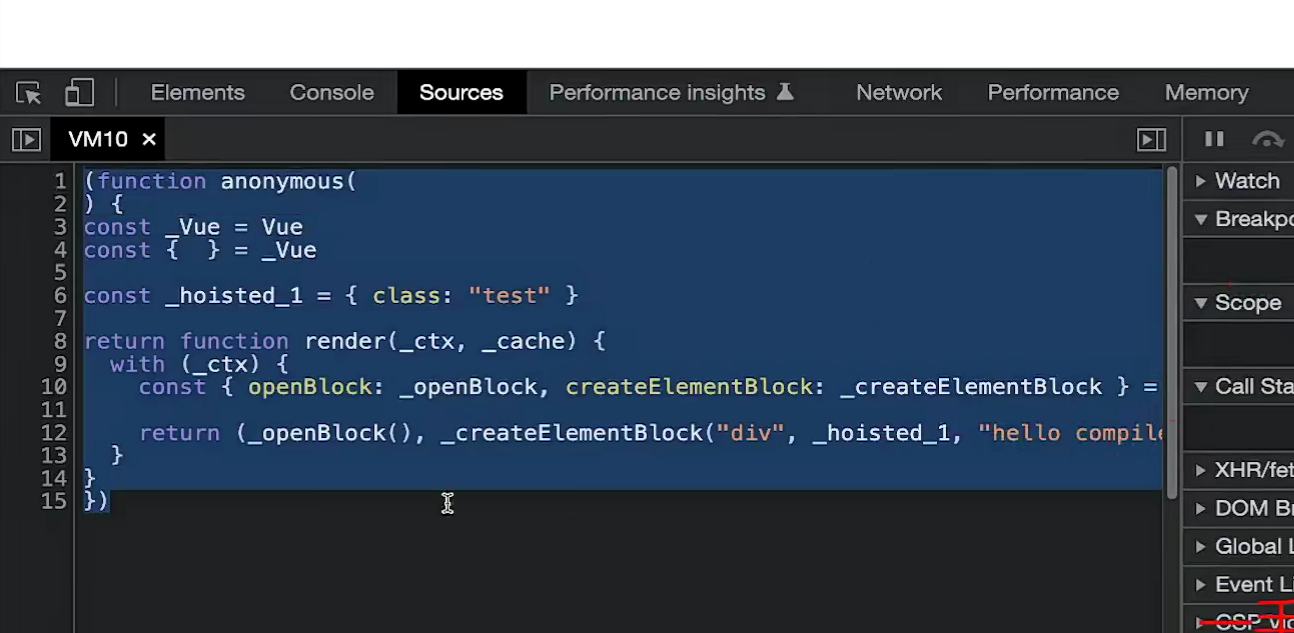 Elements Console Sources Performance insights Network Performance Memory
VM10 ×
1 (function anonymous(
2 ) {
3 const _Vue = Vue
4 const {  } = _Vue
5
6 const _hoisted_1 = { class: "test" }
7
8 return function render(_ctx, _cache) {
9   with (_ctx) {
10     const { openBlock: _openBlock, createElementBlock: _createElementBlock } =
11
12     return (_openBlock(), _createElementBlock("div", _hoisted_1, "hello compile
13   }
14 }
15 })
Watch
Breakpo
Scope
Call Sta
XHR/fet
DOM Br
Global L
Event Li
CSP Vio